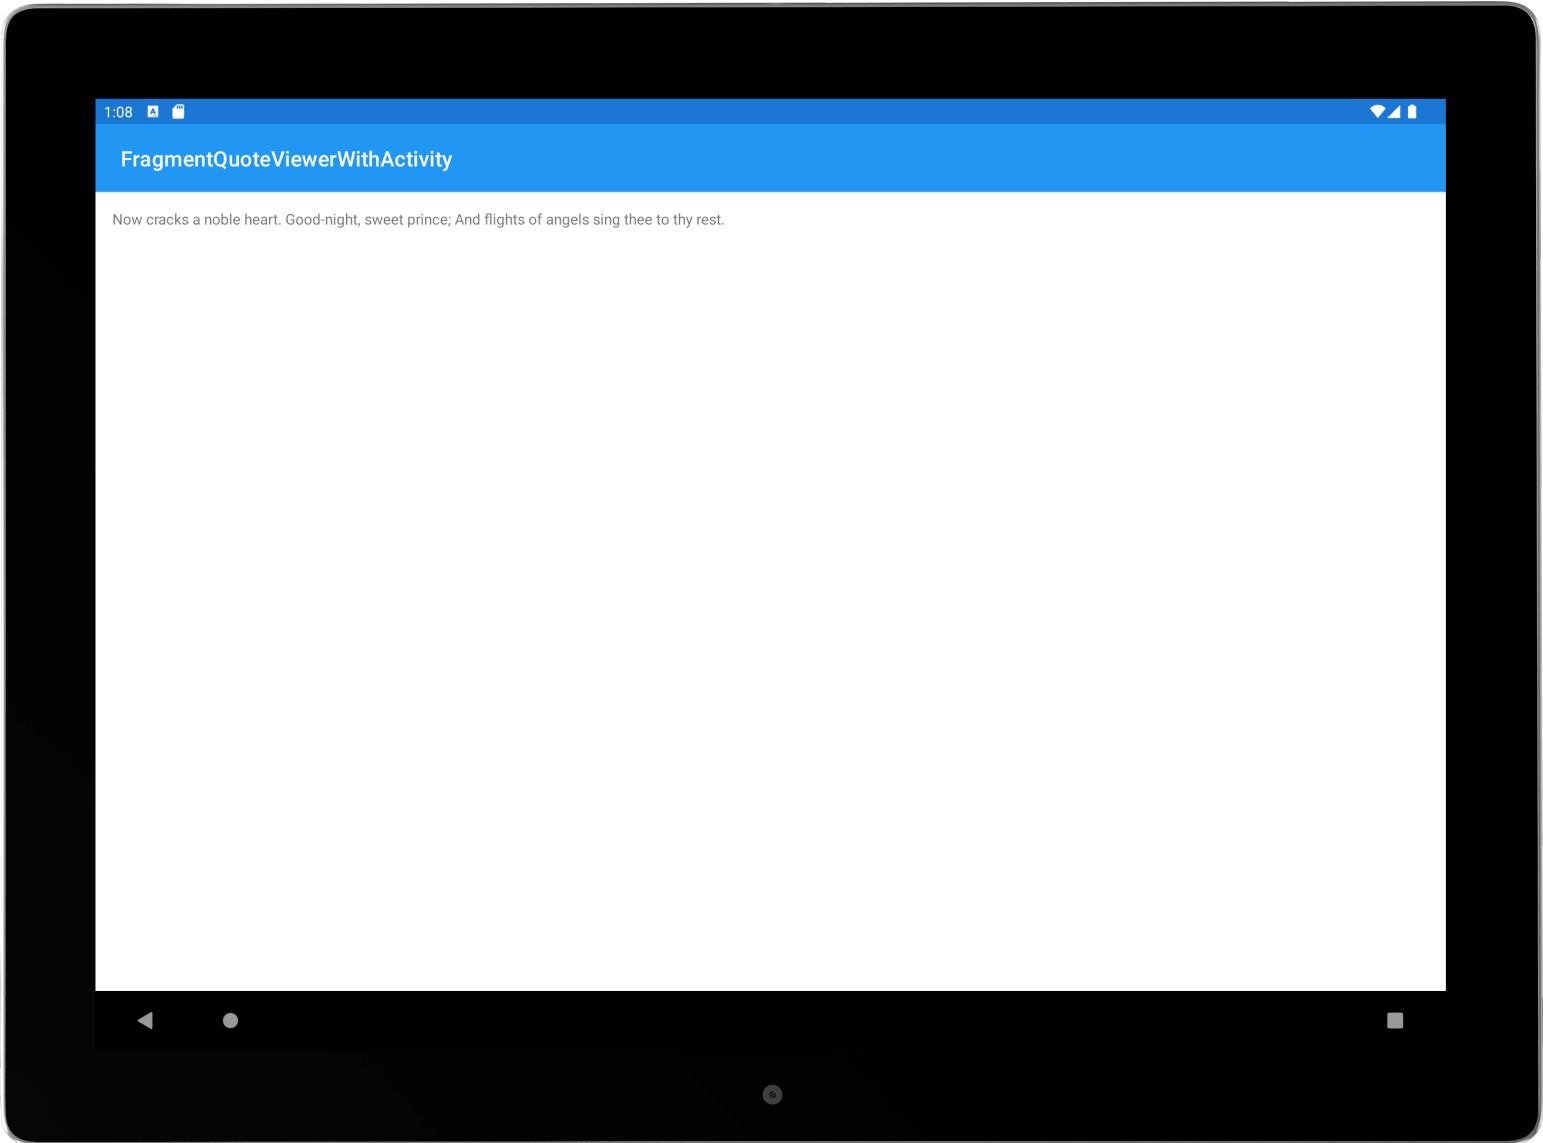 1:08
FragmentQuoteViewerWithActivity
Now cracks a noble heart. Good-night, sweet prince; And flights of angels sing thee to thy rest.